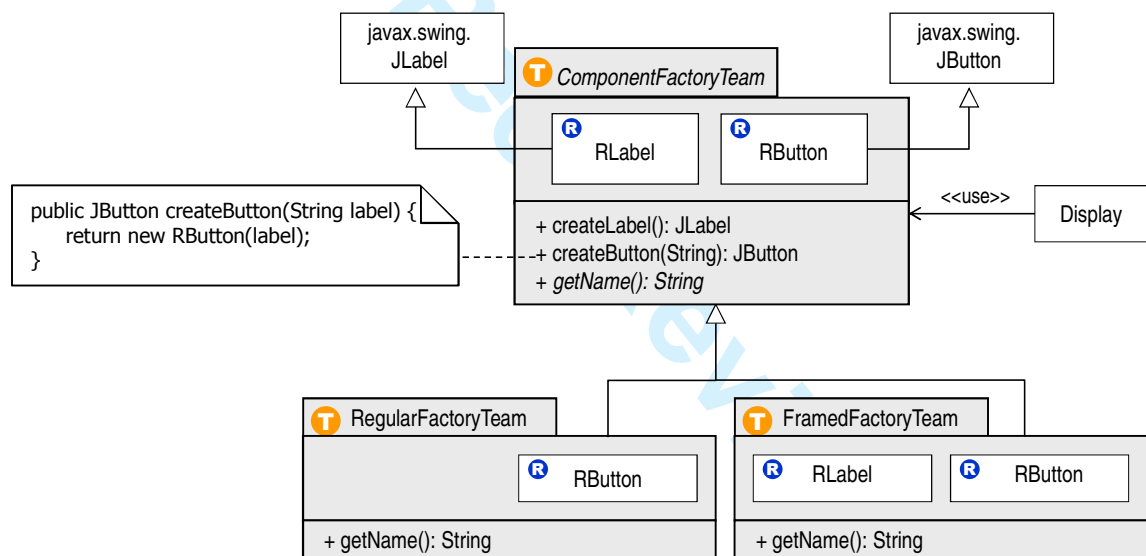 javax.swing.
JLabel
javax.swing.
JButton
T ComponentFactoryTeam
R
RLabel
R
RButton
public JButton createButton(String label) {
return new RButton(label);
}
<<use>>
Display
+ createLabel(): JLabel
+ createButton(String): JButton
+ getName(): String
T RegularFactoryTeam
R RButton
+ getName(): String
T FramedFactoryTeam
R RLabel
R RButton
+ getName(): String